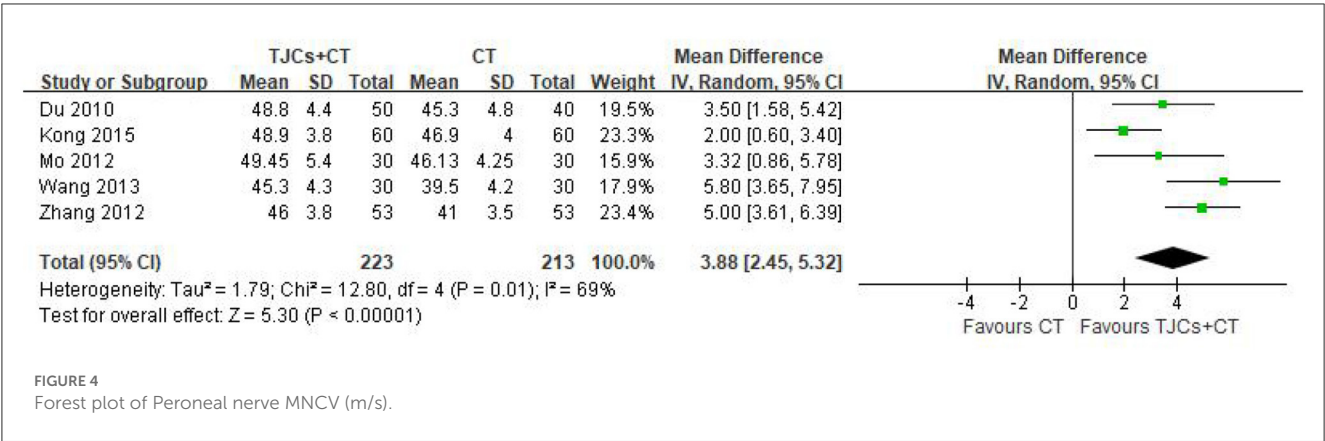 TJCs+CT CT Mean Difference Mean Difference
Study or Subgroup Mean SD Total Mean SD Total Weight IV, Random, 95% CI IV, Random, 95% CI
Du 2010 48.8 4.4 50 45.3 4.8 40 19.5% 3.50 [1.58, 5.42]
Kong 2015 48.9 3.8 60 46.9 4 60 23.3% 2.00 [0.60, 3.40]
Mo 2012 49.45 5.4 30 46.13 4.25 30 15.9% 3.32 [0.86, 5.78]
Wang 2013 45.3 4.3 30 39.5 4.2 30 17.9% 5.80 [3.65, 7.95]
Zhang 2012 46 3.8 53 41 3.5 53 23.4% 5.00 [3.61, 6.39]
Total (95% CI) 223 213 100.0% 3.88 [2.45, 5.32]
Heterogeneity: Tau² = 1.79; Chi² = 12.80, df = 4 (P = 0.01); I² = 69%
Test for overall effect: Z = 5.30 (P < 0.00001)
-4 -2 0 2 4
Favours CT Favours TJCs+CT
FIGURE 4
Forest plot of Peroneal nerve MNCV (m/s).